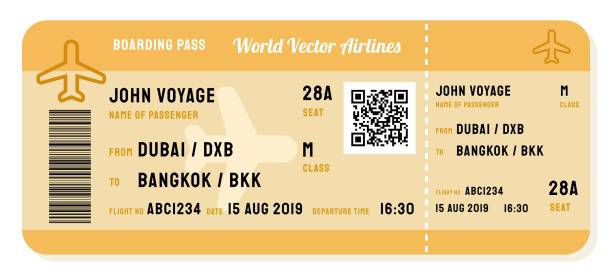 BOARDING PASS World Vector Airlines
JOHN VOYAGE
NAME OF PASSENGER
28A
SEAT
FROM DUBAI / DXB
M
CLASS
TO BANGKOK / BKK
FLIGHT NO ABC1234 DATE 15 AUG 2019 DEPARTURE TIME 16:30
JOHN VOYAGE
NAME OF PASSENGER
M
CLASS
FROM DUBAI / DXB
TO BANGKOK / BKK
FLIGHT NO ABC1234
15 AUG 2019 16:30
28A
SEAT